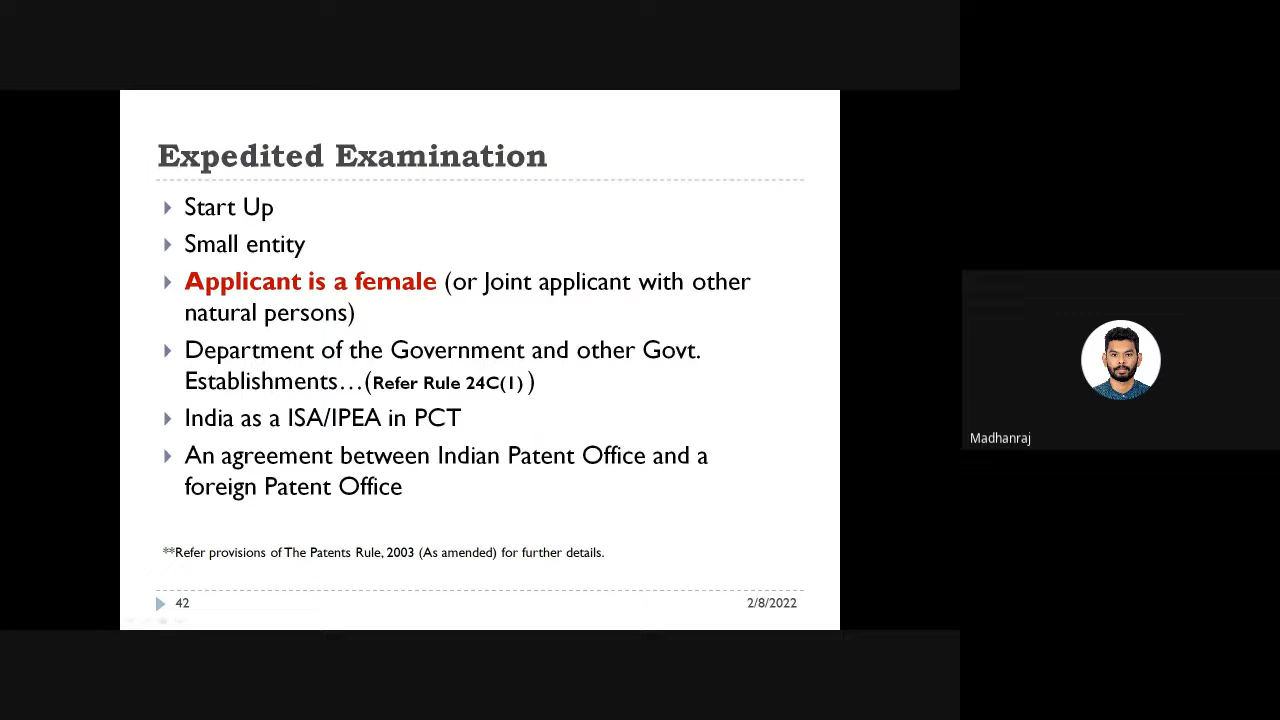 Expedited Examination
Start Up
Small entity
Applicant is a female (or Joint applicant with other
natural persons)
Department of the Government and other Govt.
Establishments…(Refer Rule 24C(1) )
India as a ISA/IPEA in PCT
An agreement between Indian Patent Office and a
foreign Patent Office
**Refer provisions of The Patents Rule, 2003 (As amended) for further details.
42
2/8/2022
Madhanraj